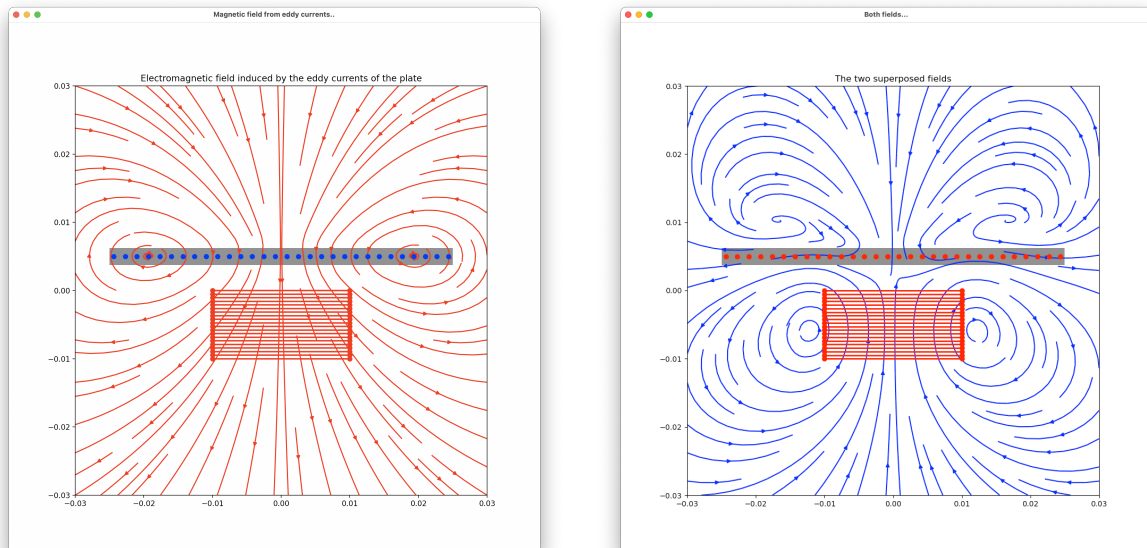 Magnetic field from eddy currents..
Electromagnetic field induced by the eddy currents of the plate
0.03
0.02
0.01
0.00
−0.01
−0.02
−0.03
−0.03 −0.02 −0.01 0.00 0.01 0.02 0.03
Both fields...
The two superposed fields
0.03
0.02
0.01
0.00
−0.01
−0.02
−0.03
−0.03 −0.02 −0.01 0.00 0.01 0.02 0.03